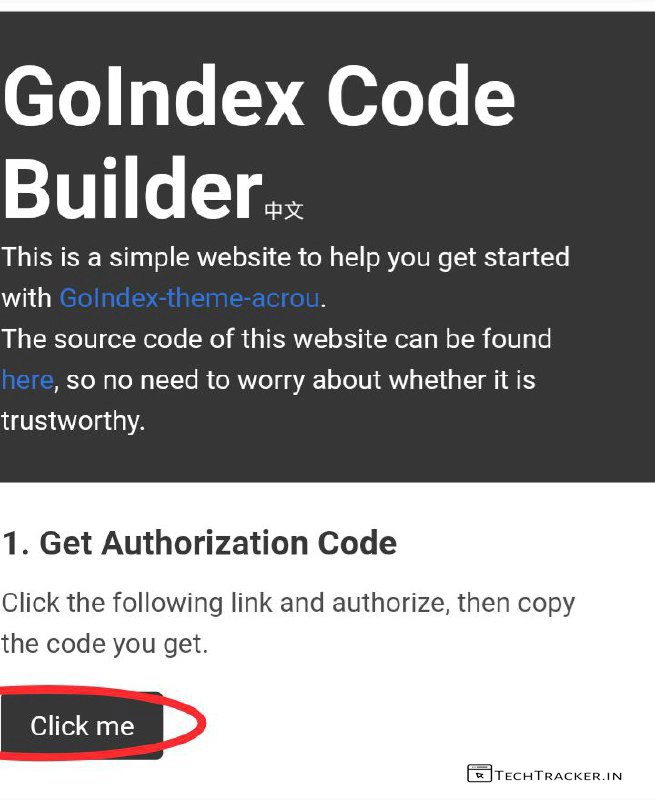 GoIndex Code
Builder中文
This is a simple website to help you get started
with GoIndex-theme-acrou.
The source code of this website can be found
here, so no need to worry about whether it is
trustworthy.
1. Get Authorization Code
Click the following link and authorize, then copy
the code you get.
Click me
TECHTRACKER.IN